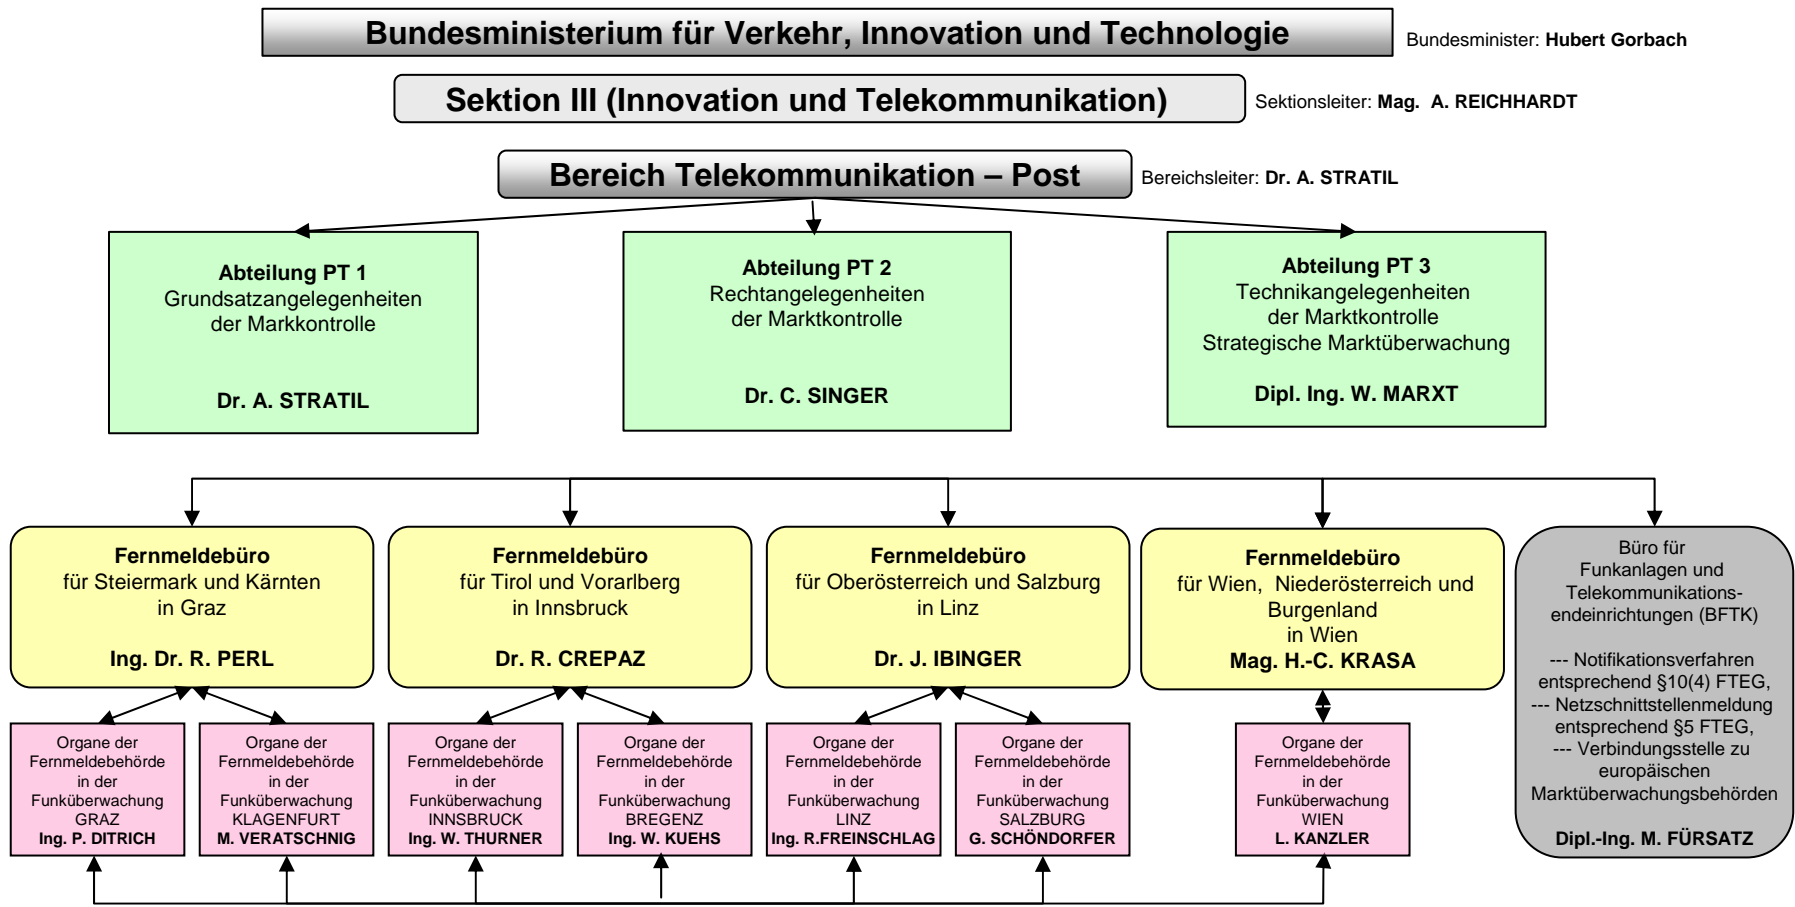 Bundesministerium für Verkehr, Innovation und Technologie
Bundesminister: Hubert Gorbach
Sektion III (Innovation und Telekommunikation)
Sektionsleiter: Mag. A. REICHHARDT
Bereich Telekommunikation – Post
Bereichsleiter: Dr. A. STRATIL
Abteilung PT 1
Grundsatzangelegenheiten
der Markkontrolle
Dr. A. STRATIL
Abteilung PT 2
Rechtangelegenheiten
der Marktkontrolle
Dr. C. SINGER
Abteilung PT 3
Technikangelegenheiten
der Marktkontrolle
Strategische Marktüberwachung
Dipl. Ing. W. MARXT
Fernmeldebüro
für Steiermark und Kärnten
in Graz
Ing. Dr. R. PERL
Fernmeldebüro
für Tirol und Vorarlberg
in Innsbruck
Dr. R. CREPAZ
Fernmeldebüro
für Oberösterreich und Salzburg
in Linz
Dr. J. IBINGER
Fernmeldebüro
für Wien, Niederösterreich und
Burgenland
in Wien
Mag. H.-C. KRASA
Büro für
Funkanlagen und
Telekommunikations-
endeinrichtungen (BFTK)
--- Notifikationsverfahren
entsprechend §10(4) FTEG,
--- Netzschnittstellenmeldung
entsprechend §5 FTEG,
--- Verbindungsstelle zu
europäischen
Marktüberwachungsbehörden
Dipl.-Ing. M. FÜRSATZ
Organe der
Fernmeldebehörde
in der
Funküberwachung
GRAZ
Ing. P. DITRICH
Organe der
Fernmeldebehörde
in der
Funküberwachung
KLAGENFURT
M. VERATSCHNIG
Organe der
Fernmeldebehörde
in der
Funküberwachung
INNSBRUCK
Ing. W. THURNER
Organe der
Fernmeldebehörde
in der
Funküberwachung
BREGENZ
Ing. W. KUEHS
Organe der
Fernmeldebehörde
in der
Funküberwachung
LINZ
Ing. R.FREINSCHLAG
Organe der
Fernmeldebehörde
in der
Funküberwachung
SALZBURG
G. SCHÖNDORFER
Organe der
Fernmeldebehörde
in der
Funküberwachung
WIEN
L. KANZLER